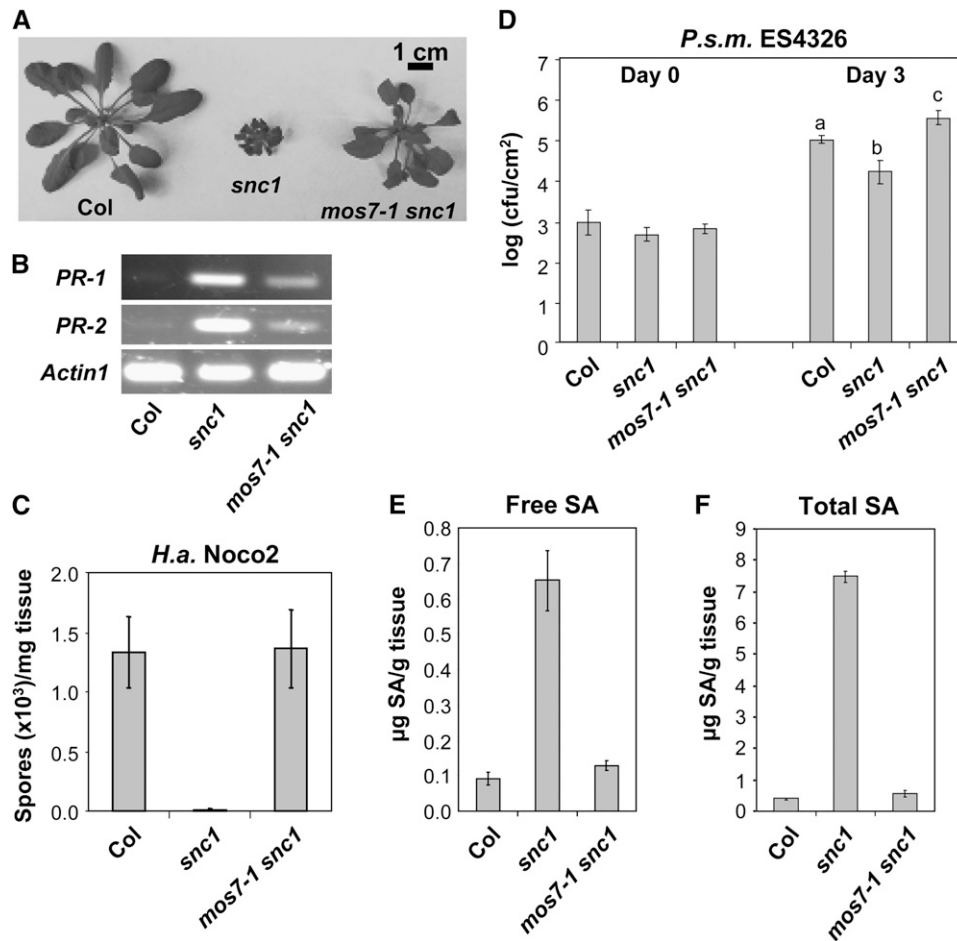 A
1 cm
Col
snc1
mos7-1 snc1
B
PR-1
PR-2
Actin1
Col
snc1
mos7-1 snc1
C
H.a. Noco2
Spores (x10³)/mg tissue
2.0
1.5
1.0
0.5
0.0
Col
snc1
mos7-1 snc1
D
P.s.m. ES4326
Day 0
Day 3
log (cfu/cm²)
7
6
5
4
3
2
1
0
a
b
c
Col
snc1
mos7-1 snc1
Col
snc1
mos7-1 snc1
E
Free SA
µg SA/g tissue
0.8
0.7
0.6
0.5
0.4
0.3
0.2
0.1
0.0
Col
snc1
mos7-1 snc1
F
Total SA
µg SA/g tissue
9
8
7
6
5
4
3
2
1
0
Col
snc1
mos7-1 snc1